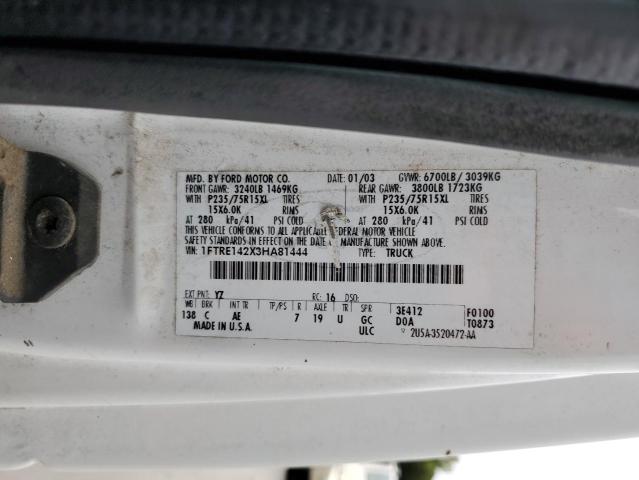 MFD. BY FORD MOTOR CO. DATE: 01/03 GVWR: 6700LB/ 3039KG
FRONT GAWR: 3240LB 1469KG REAR GAWR: 3800LB 1723KG
WITH P235/75R15XL TIRES WITH P235/75R15XL TIRES
15X6.0K RIMS 15X6.0K RIMS
AT 280 kPa/41 PSI COLD AT 280 kPa/41 PSI COLD
THIS VEHICLE CONFORMS TO ALL APPLICABLE FEDERAL MOTOR VEHICLE
SAFETY STANDARDS IN EFFECT ON THE DATE OF MANUFACTURE SHOWN ABOVE.
VIN: 1FTRE142X3HA81444 TYPE: TRUCK
EXT PNT: YZ RC: 16 DSO:
WB BRK INT TR TP/PS R AXLE TR SPR 3E412 F0100
138 C AE 7 19 U GC D0A T0873
MADE IN U.S.A. ULC 2U5A-3520472-AA